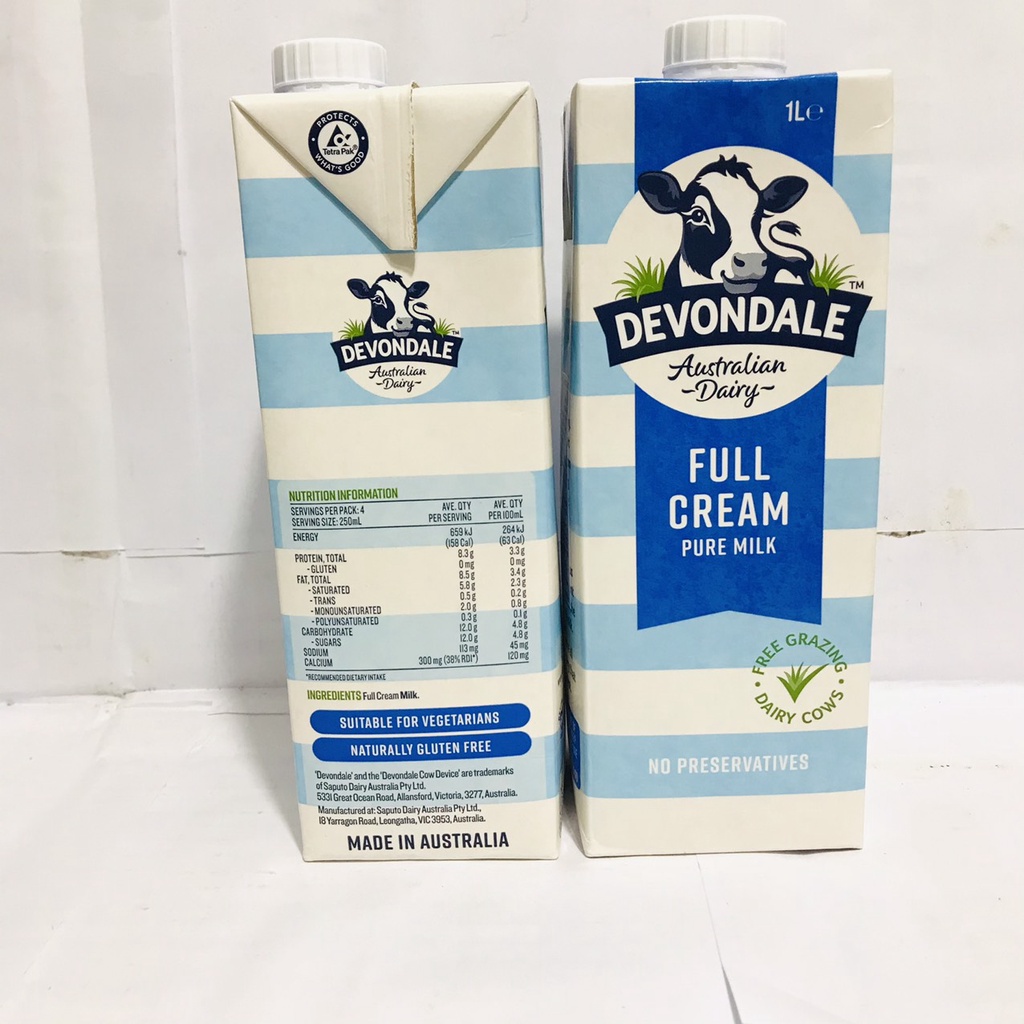 PROTECTS
Tetra Pak®
WHAT'S GOOD
DEVONDALE™
Australian
-Dairy-
NUTRITION INFORMATION
SERVINGS PER PACK: 4
SERVING SIZE: 250mL
AVE. QTY PER SERVING
AVE. QTY PER 100mL
ENERGY 659 kJ (158 Cal) 264 kJ (63 Cal)
PROTEIN, TOTAL 8.3 g 3.3 g
- GLUTEN 0 mg 0 mg
FAT, TOTAL 8.5 g 3.4 g
- SATURATED 5.8 g 2.3 g
- TRANS 0.5 g 0.2 g
- MONOUNSATURATED 2.0 g 0.8 g
- POLYUNSATURATED 0.3 g 0.1 g
CARBOHYDRATE 12.0 g 4.8 g
- SUGARS 12.0 g 4.8 g
SODIUM 113 mg 45 mg
CALCIUM 300 mg (38% RDI*) 120 mg
*RECOMMENDED DIETARY INTAKE
INGREDIENTS Full Cream Milk.
SUITABLE FOR VEGETARIANS
NATURALLY GLUTEN FREE
'Devondale' and the 'Devondale Cow Device' are trademarks
of Saputo Dairy Australia Pty Ltd.
5331 Great Ocean Road, Allansford, Victoria, 3277, Australia.
Manufactured at: Saputo Dairy Australia Pty Ltd.,
18 Yarragon Road, Leongatha, VIC 3953, Australia.
MADE IN AUSTRALIA
1L℮
DEVONDALE™
Australian
-Dairy-
FULL
CREAM
PURE MILK
FREE GRAZING
DAIRY COWS
NO PRESERVATIVES